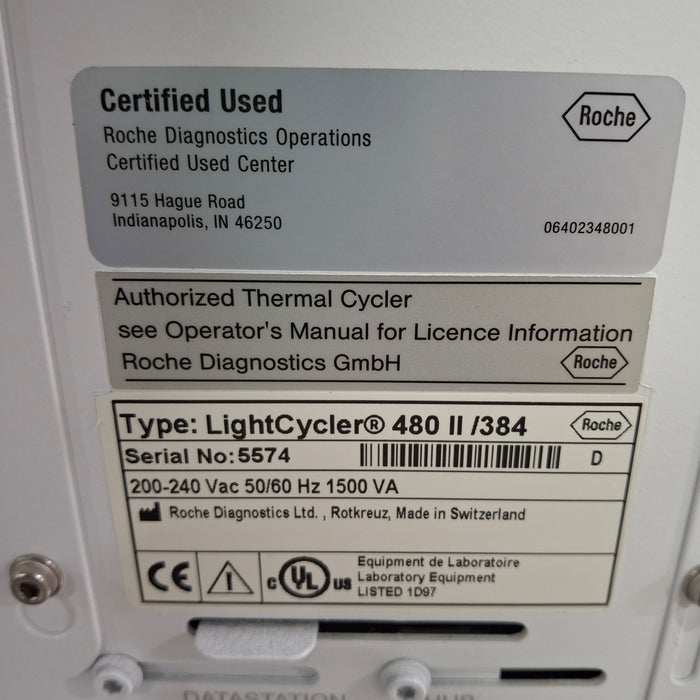 Certified Used
Roche
Roche Diagnostics Operations
Certified Used Center
9115 Hague Road
Indianapolis, IN 46250
06402348001
Authorized Thermal Cycler
see Operator's Manual for Licence Information
Roche Diagnostics GmbH
Roche
Type: LightCycler® 480 II /384
Roche
Serial No: 5574
D
200-240 Vac 50/60 Hz 1500 VA
Roche Diagnostics Ltd. , Rotkreuz, Made in Switzerland
CE
C UL US
Equipment de Laboratoire
Laboratory Equipment
LISTED 1D97
DATASTATION
HUB